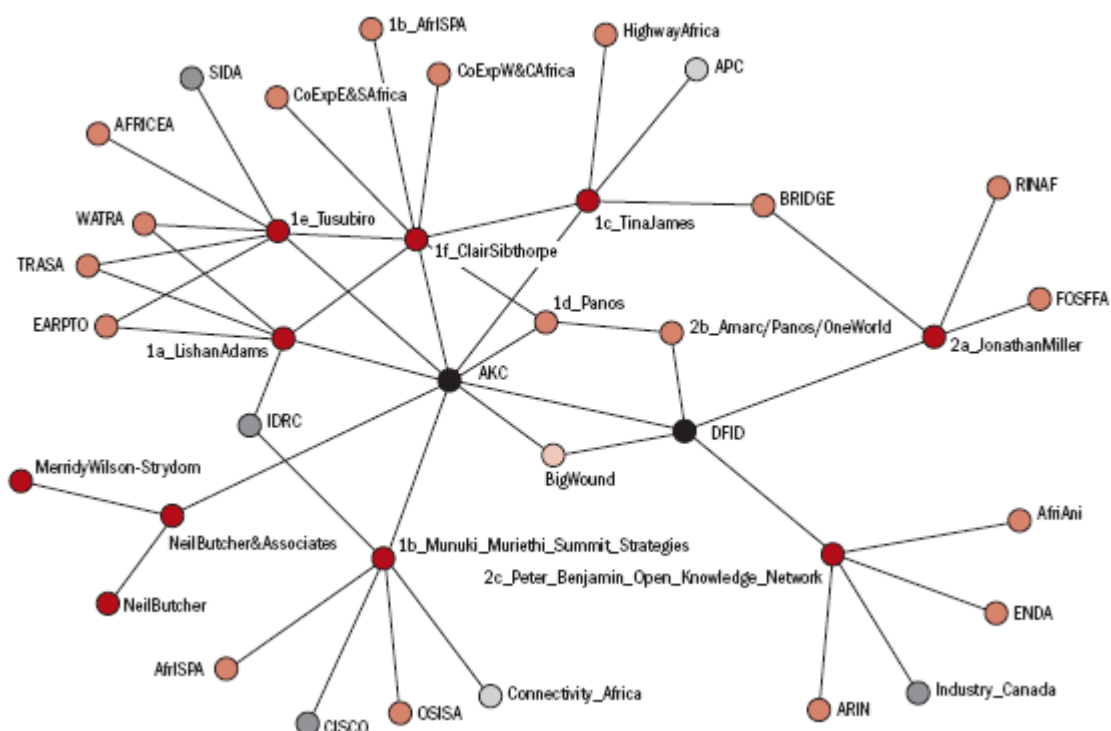 1b_AfrISPA
HighwayAfrica
SIDA
CoExpW&CAfrica
APC
CoExpE&SAfrica
AFRICEA
WATRA
1e_Tusubiro
1c_TinaJames
BRIDGE
RINAF
1f_ClairSibthorpe
TRASA
1d_Panos
FOSFFA
EARPTO
2b_Amarc/Panos/OneWorld
1a_LishanAdams
2a_JonathanMiller
AKC
IDRC
DFID
MerridyWilson-Strydom
BigWound
AfriAni
NeilButcher&Associates
1b_Munuki_Muriethi_Summit_Strategies
2c_Peter_Benjamin_Open_Knowledge_Network
NeilButcher
ENDA
AfrISPA
Connectivity_Africa
Industry_Canada
OSISA
ARIN
CISCO